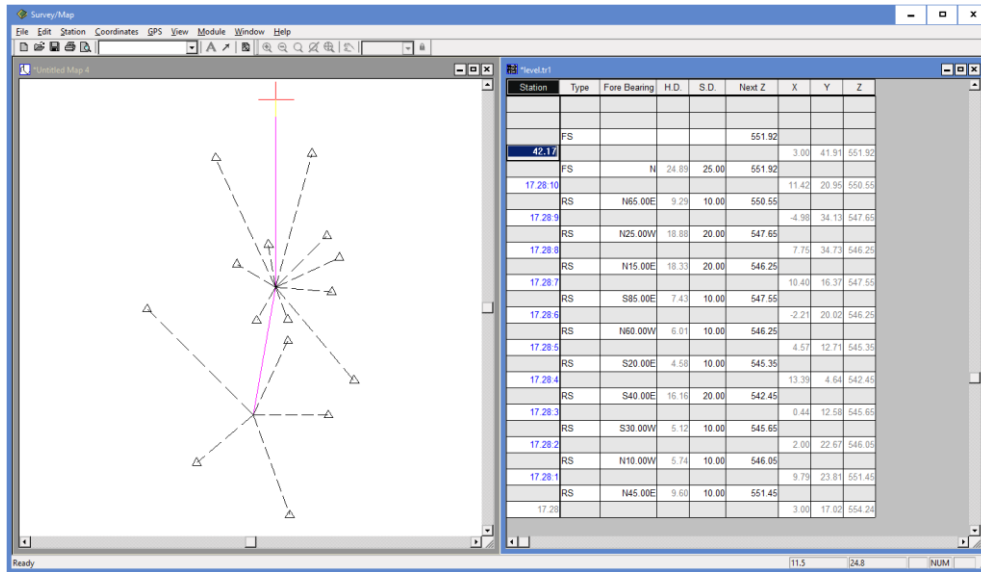 Survey/Map
File Edit Station Coordinates GPS View Module Window Help
*Untitled Map 4
*level.tr1
Station Type Fore Bearing H.D. S.D. Next Z X Y Z
FS 551.92
42.17 3.00 41.91 551.92
FS N 24.89 25.00 551.92
17.28:10 11.42 20.95 550.55
RS N65.00E 9.29 10.00 550.55
17.28:9 -4.98 34.13 547.65
RS N25.00W 18.88 20.00 547.65
17.28:8 7.75 34.73 546.25
RS N15.00E 18.33 20.00 546.25
17.28:7 10.40 16.37 547.55
RS S85.00E 7.43 10.00 547.55
17.28:6 -2.21 20.02 546.25
RS N60.00W 6.01 10.00 546.25
17.28:5 4.57 12.71 545.35
RS S20.00E 4.58 10.00 545.35
17.28:4 13.39 4.64 542.45
RS S40.00E 16.16 20.00 542.45
17.28:3 0.44 12.58 545.65
RS S30.00W 5.12 10.00 545.65
17.28:2 2.00 22.67 546.05
RS N10.00W 5.74 10.00 546.05
17.28:1 9.79 23.81 551.45
RS N45.00E 9.60 10.00 551.45
17.28 3.00 17.02 554.24
Ready 11.5 24.8 NUM